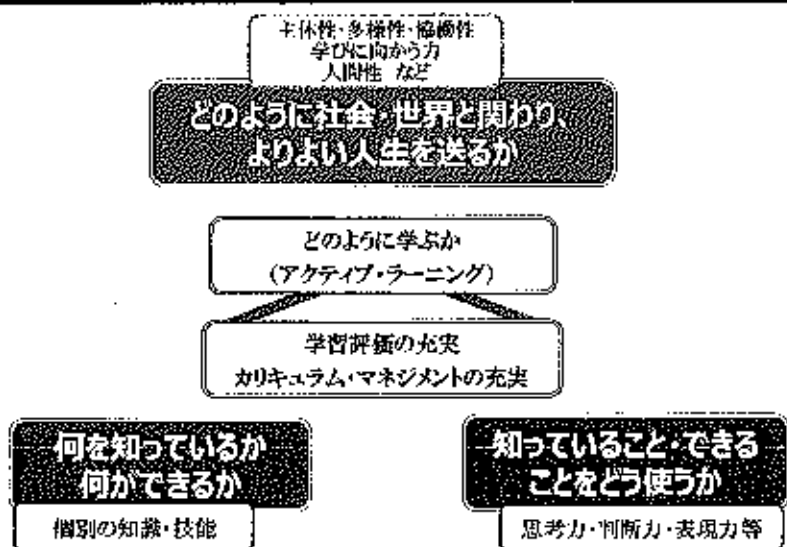 主体性・多様性・協働性
学びに向かう力
人間性 など
どのように社会・世界と関わり、
よりよい人生を送るか
どのように学ぶか
(アクティブ・ラーニング)
学習評価の充実
カリキュラム・マネジメントの充実
何を知っているか
何ができるか
個別の知識・技能
知っていること・できる
ことをどう使うか
思考力・判断力・表現力等